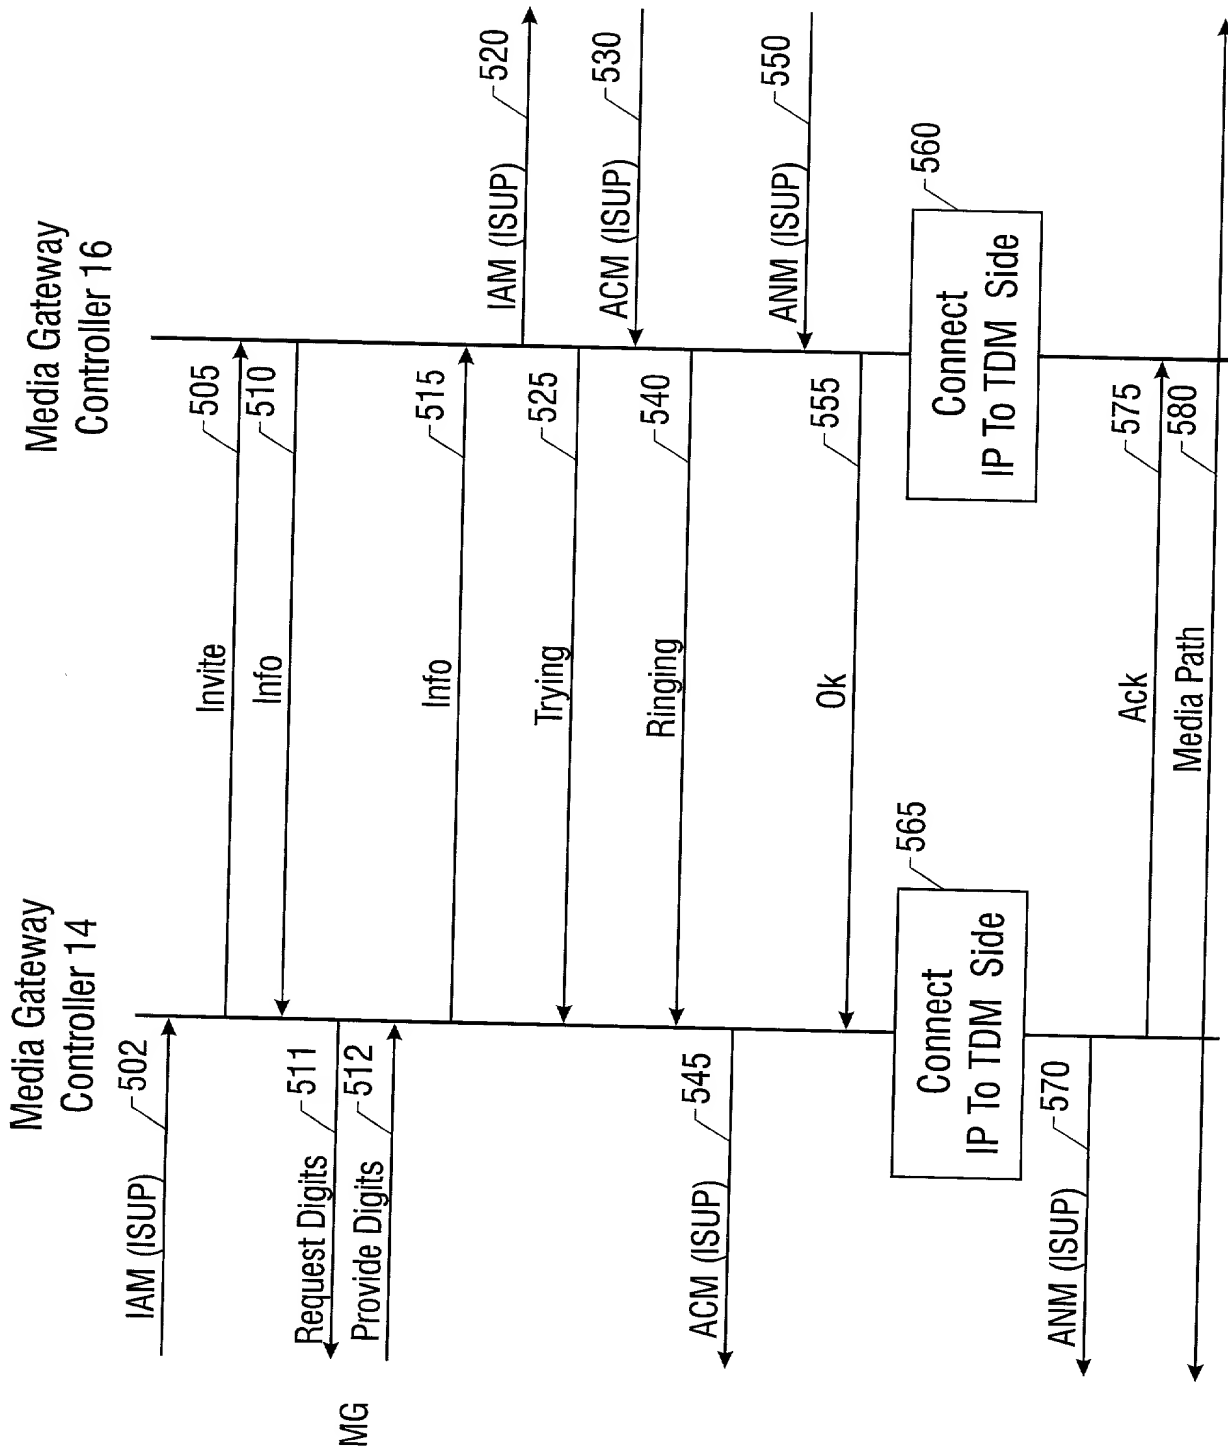 Media Gateway
Controller 14
Media Gateway
Controller 16
IAM (ISUP)
502
Invite
505
Info
510
Request Digits
511
MG
Provide Digits
512
Info
515
IAM (ISUP)
520
Trying
525
ACM (ISUP)
530
Ringing
540
ACM (ISUP)
545
ANM (ISUP)
550
Ok
555
Connect
IP To TDM Side
560
Connect
IP To TDM Side
565
ANM (ISUP)
570
Ack
575
Media Path
580